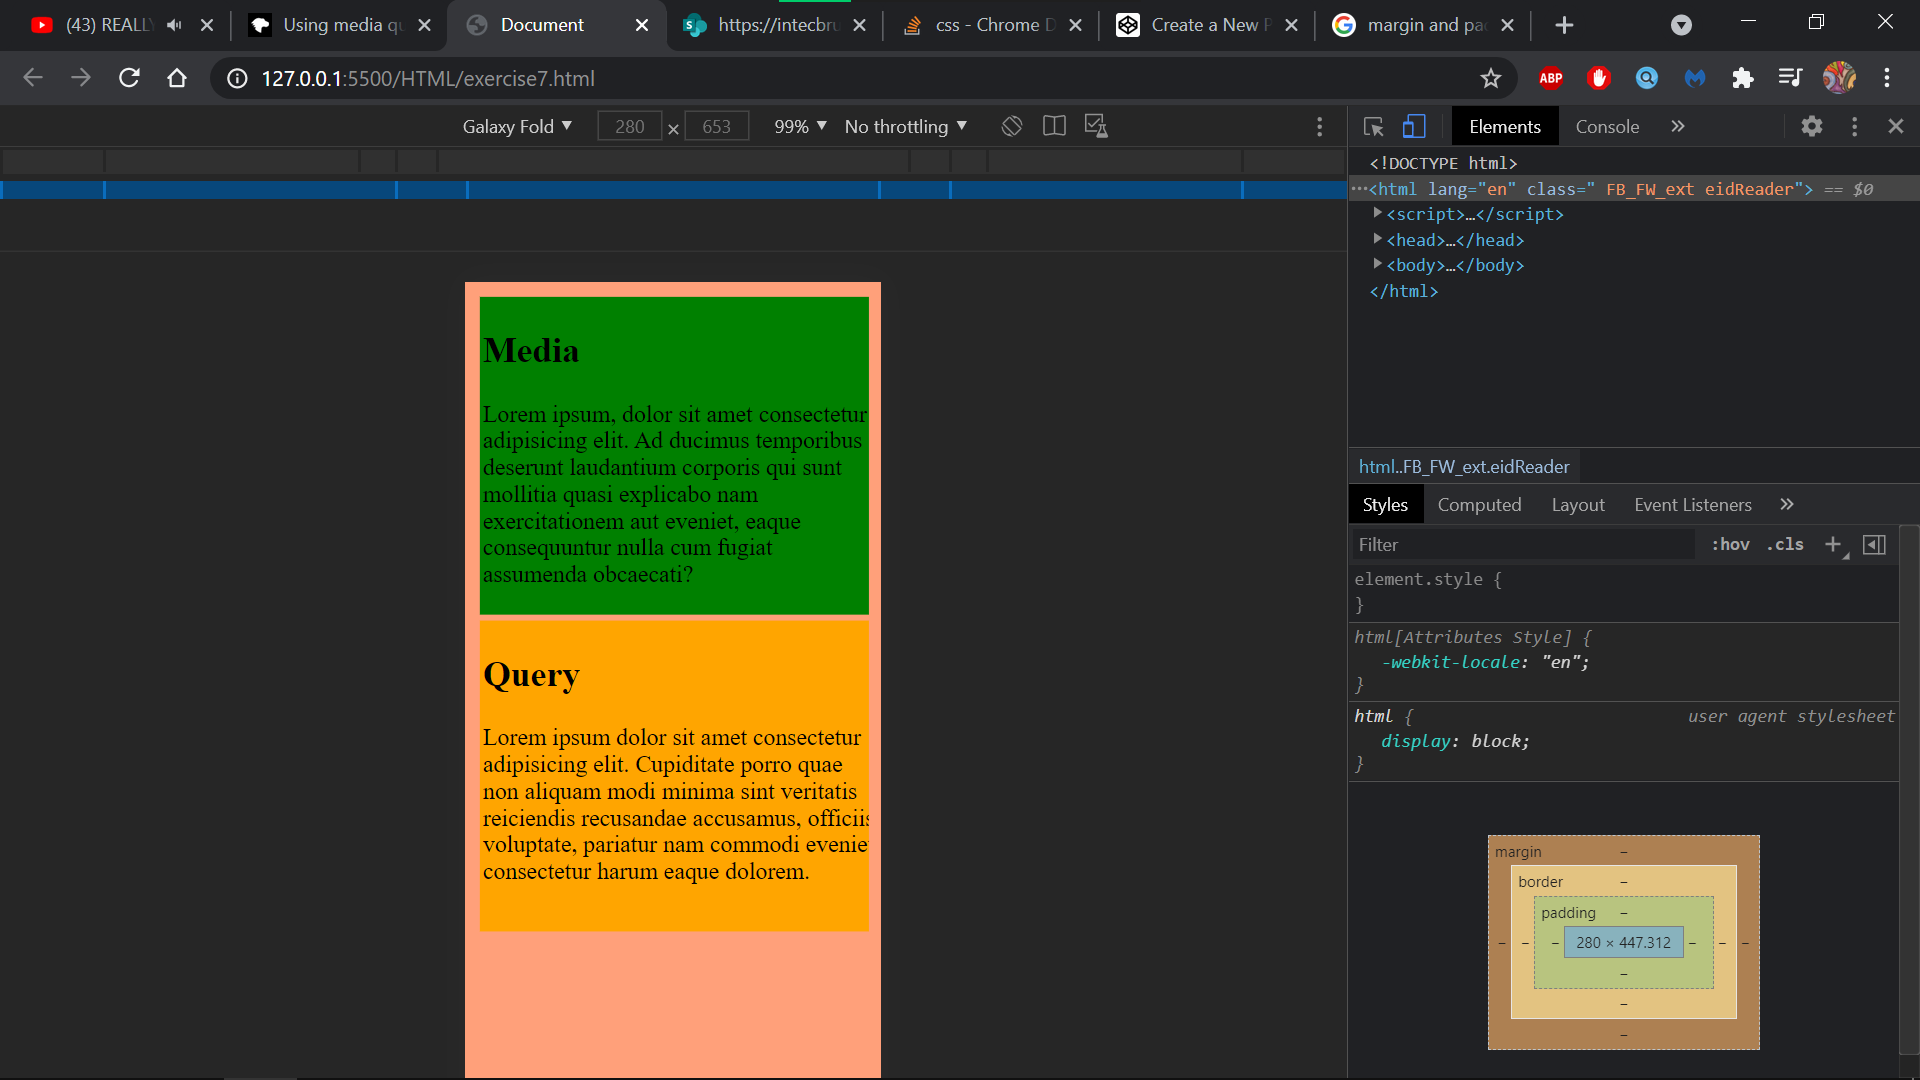 (43) REALLY
Using media qu
Document
https://intecbru
css - Chrome D
Create a New P
margin and pad
127.0.0.1:5500/HTML/exercise7.html
ABP
Galaxy Fold ▼ 280 × 653 99% ▼ No throttling ▼
Elements Console »
<!DOCTYPE html>
<html lang="en" class=" FB_FW_ext eidReader"> == $0
<script>…</script>
<head>…</head>
<body>…</body>
</html>
html..FB_FW_ext.eidReader
Styles Computed Layout Event Listeners »
Filter :hov .cls +
element.style {
}
html[Attributes Style] {
-webkit-locale: "en";
}
html { user agent stylesheet
display: block;
}
margin –
border –
padding –
– – – 280 × 447.312 – – –
–
–
–
Media
Lorem ipsum, dolor sit amet consectetur
adipisicing elit. Ad ducimus temporibus
deserunt laudantium corporis qui sunt
mollitia quasi explicabo nam
exercitationem aut eveniet, eaque
consequuntur nulla cum fugiat
assumenda obcaecati?
Query
Lorem ipsum dolor sit amet consectetur
adipisicing elit. Cupiditate porro quae
non aliquam modi minima sint veritatis
reiciendis recusandae accusamus, officiis
voluptate, pariatur nam commodi evenie
consectetur harum eaque dolorem.